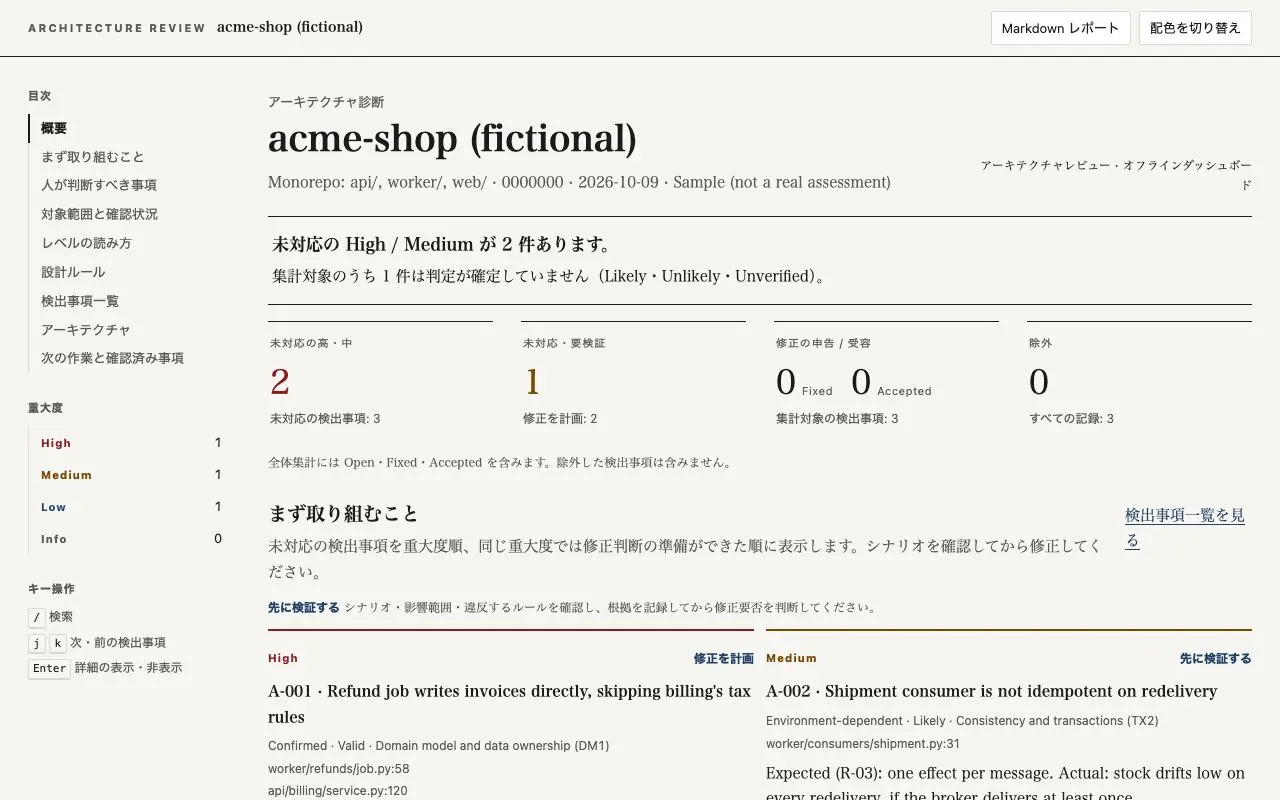 ARCHITECTURE REVIEW acme-shop (fictional)
Markdown レポート
配色を切り替え
目次
概要
まず取り組むこと
人が判断すべき事項
対象範囲と確認状況
レベルの読み方
設計ルール
検出事項一覧
アーキテクチャ
次の作業と確認済み事項
重大度
High 1
Medium 1
Low 1
Info 0
キー操作
/ 検索
j k 次・前の検出事項
Enter 詳細の表示・非表示
アーキテクチャ診断
acme-shop (fictional)
Monorepo: api/, worker/, web/ · 0000000 · 2026-10-09 · Sample (not a real assessment)
アーキテクチャレビュー・オフラインダッシュボー
ド
未対応の High / Medium が 2 件あります。
集計対象のうち 1 件は判定が確定していません（Likely・Unlikely・Unverified）。
未対応の高・中
2
未対応の検出事項: 3
未対応・要検証
1
修正を計画: 2
修正の申告 / 受容
0 Fixed 0 Accepted
集計対象の検出事項: 3
除外
0
すべての記録: 3
全体集計には Open・Fixed・Accepted を含みます。除外した検出事項は含みません。
まず取り組むこと
検出事項一覧を見
る
未対応の検出事項を重大度順、同じ重大度では修正判断の準備ができた順に表示します。シナリオを確認してから修正してく
ださい。
先に検証する シナリオ・影響範囲・違反するルールを確認し、根拠を記録してから修正要否を判断してください。
High 修正を計画
A-001 · Refund job writes invoices directly, skipping billing's tax
rules
Confirmed · Valid · Domain model and data ownership (DM1)
worker/refunds/job.py:58
api/billing/service.py:120
Medium 先に検証する
A-002 · Shipment consumer is not idempotent on redelivery
Environment-dependent · Likely · Consistency and transactions (TX2)
worker/consumers/shipment.py:31
Expected (R-03): one effect per message. Actual: stock drifts low on
every redelivery, if the broker delivers at least once.